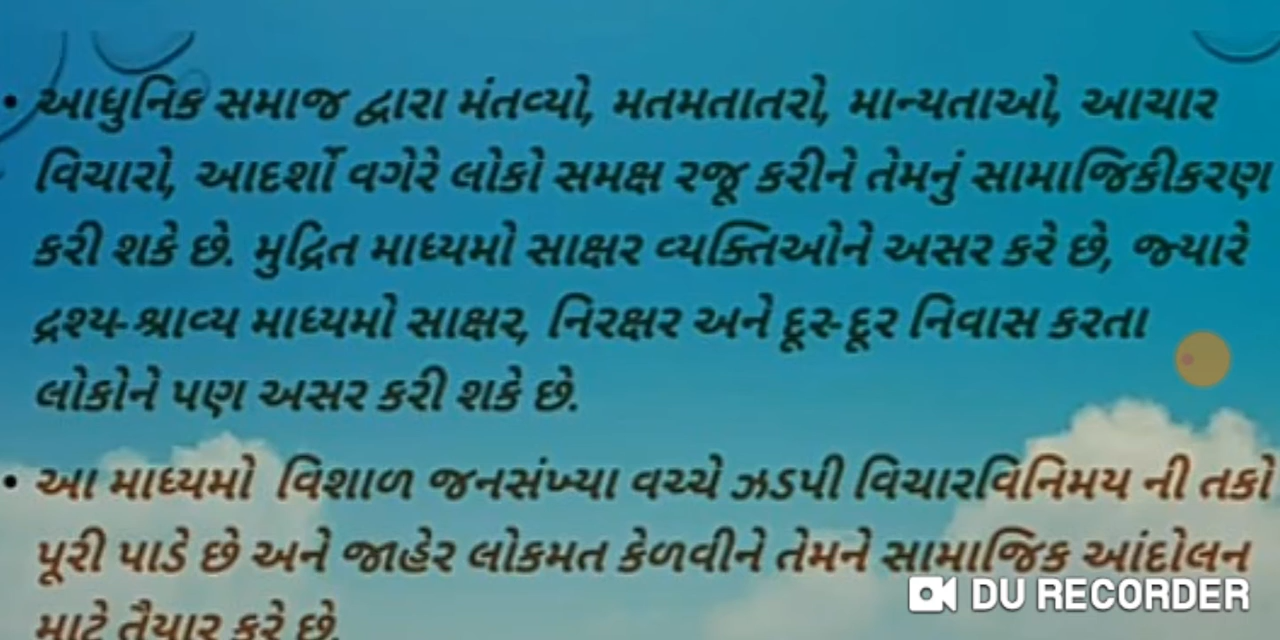 • આધુનિક સમાજ દ્વારા મંતવ્યો, મતમતાતરો, માન્યતાઓ, આચાર
વિચારો, આદર્શો વગેરે લોકો સમક્ષ રજૂ કરીને તેમનું સામાજિકીકરણ
કરી શકે છે. મુદ્રિત માધ્યમો સાક્ષર વ્યક્તિઓને અસર કરે છે, જ્યારે
દ્રશ્ય-શ્રાવ્ય માધ્યમો સાક્ષર, નિરક્ષર અને દૂર-દૂર નિવાસ કરતા
લોકોને પણ અસર કરી શકે છે.
• આ માધ્યમો વિશાળ જનસંખ્યા વચ્ચે ઝડપી વિચારવિનિમય ની તકો
પૂરી પાડે છે અને જાહેર લોકમત કેળવીને તેમને સામાજિક આંદોલન
માટે તૈયાર કરે છે.
DU RECORDER